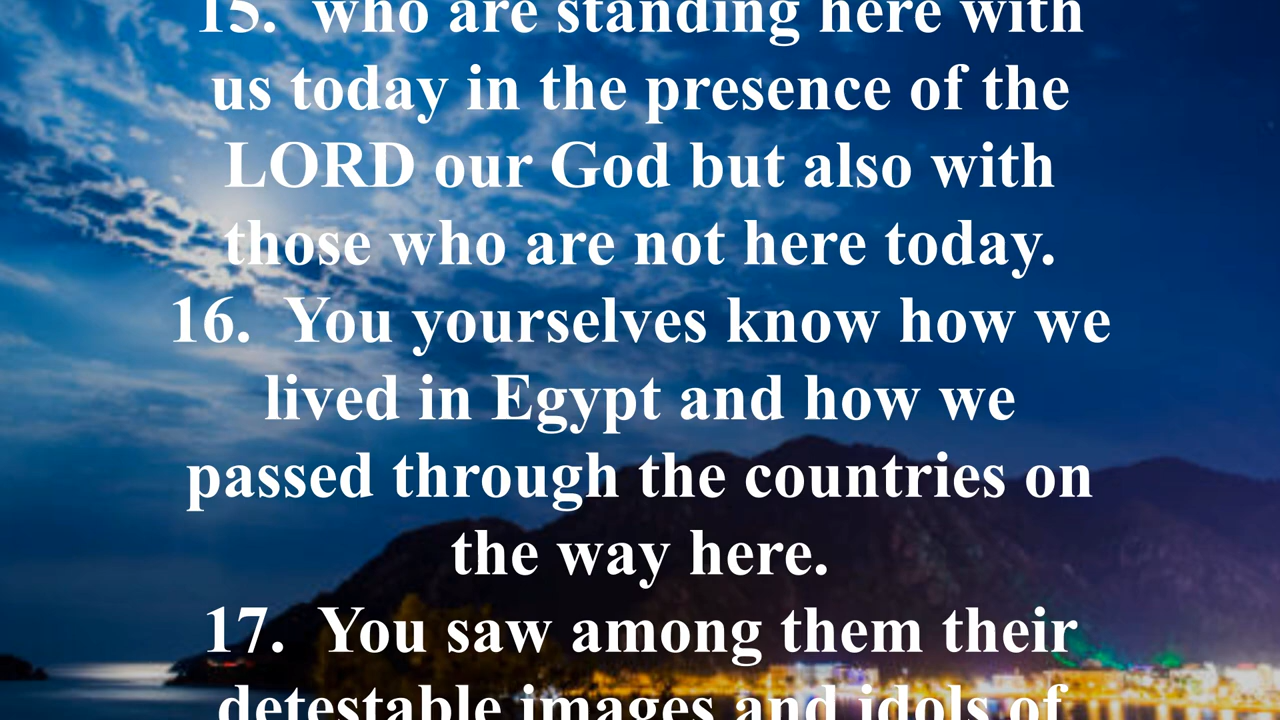 15.  who are standing here with
us today in the presence of the
LORD our God but also with
those who are not here today.
16.  You yourselves know how we
lived in Egypt and how we
passed through the countries on
the way here.
17.  You saw among them their
detestable images and idols of